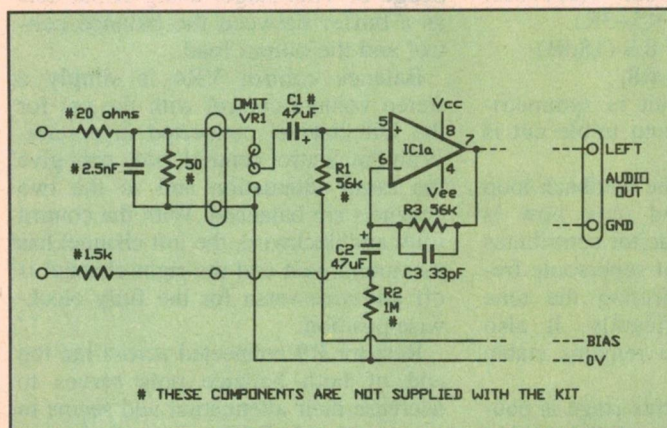 #20 ohms
#2.5nF
750
#
OMIT
VR1
C1 #
47uF
+
R1
56k
#
5
+
6
-
IC1a
Vcc
8
4
Vee
7
R3 56k
C3 33pF
C2
47uF
+
R2
1M
#
#1.5k
LEFT
AUDIO
OUT
GND
BIAS
0V
# THESE COMPONENTS ARE NOT SUPPLIED WITH THE KIT